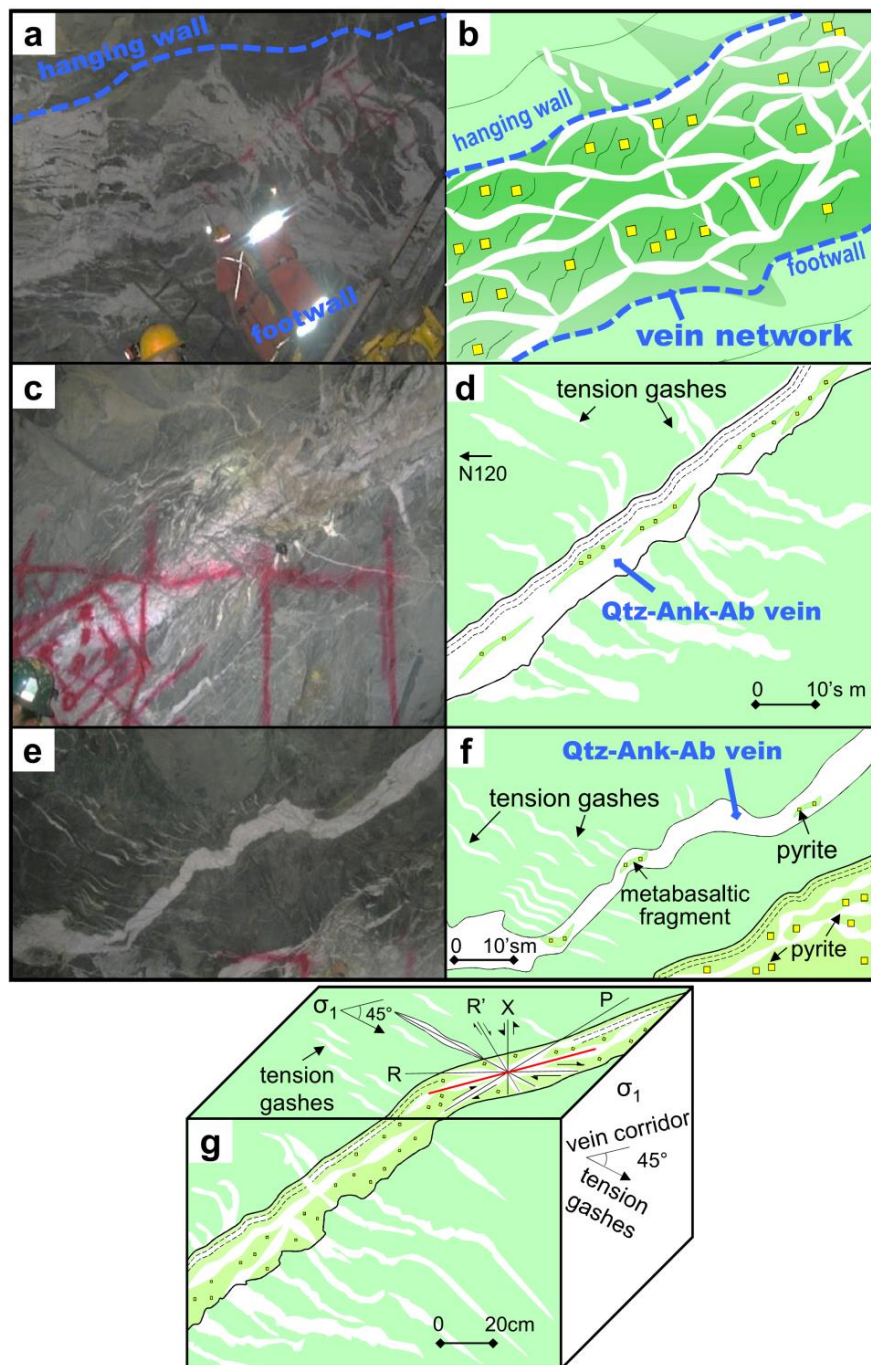 a
hanging wall
footwall
b
hanging wall
footwall
vein network
c
d
tension gashes
N120
Qtz-Ank-Ab vein
0 10's m
e
f
Qtz-Ank-Ab vein
tension gashes
pyrite
metabasaltic
fragment
0 10'sm
pyrite
σ1
45°
R'
X
P
tension
gashes
R
g
σ1
vein corridor
45°
tension
gashes
0 20cm